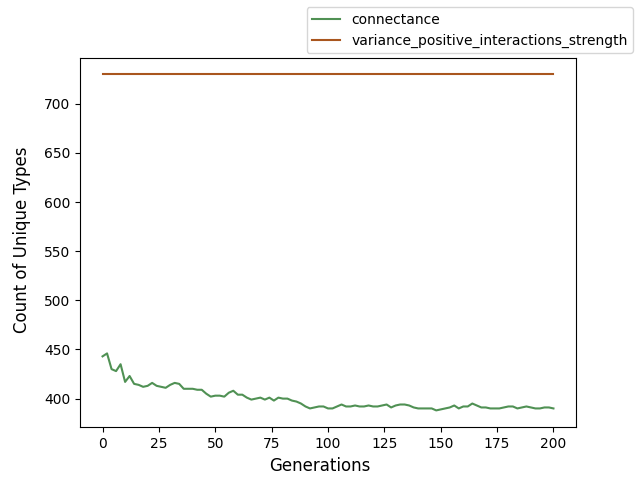 connectance
variance_positive_interactions_strength
700
650
600
550
500
450
400
Count of Unique Types
0 25 50 75 100 125 150 175 200
Generations